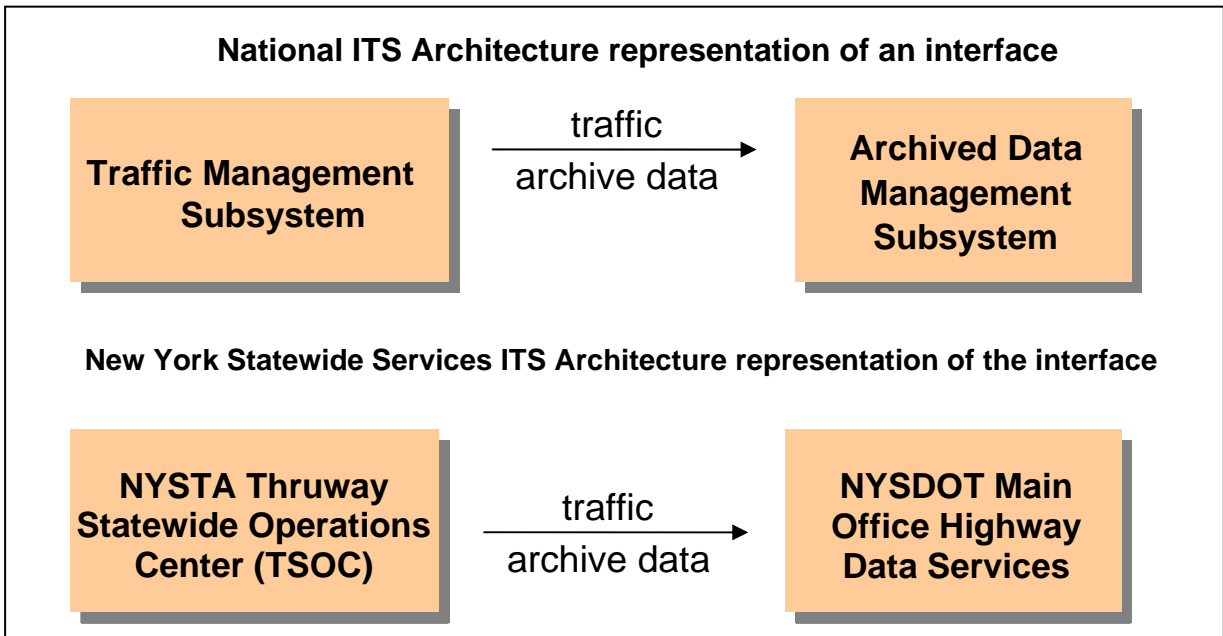 National ITS Architecture representation of an interface
Traffic Management
Subsystem
traffic
archive data
Archived Data
Management
Subsystem
New York Statewide Services ITS Architecture representation of the interface
NYSTA Thruway
Statewide Operations
Center (TSOC)
traffic
archive data
NYSDOT Main
Office Highway
Data Services